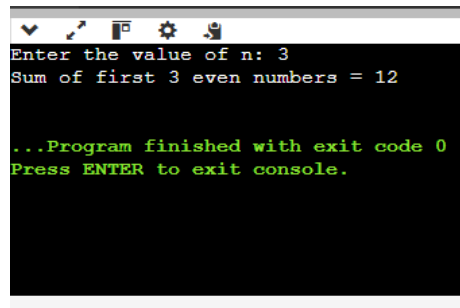 Enter the value of n: 3
Sum of first 3 even numbers = 12
...Program finished with exit code 0
Press ENTER to exit console.